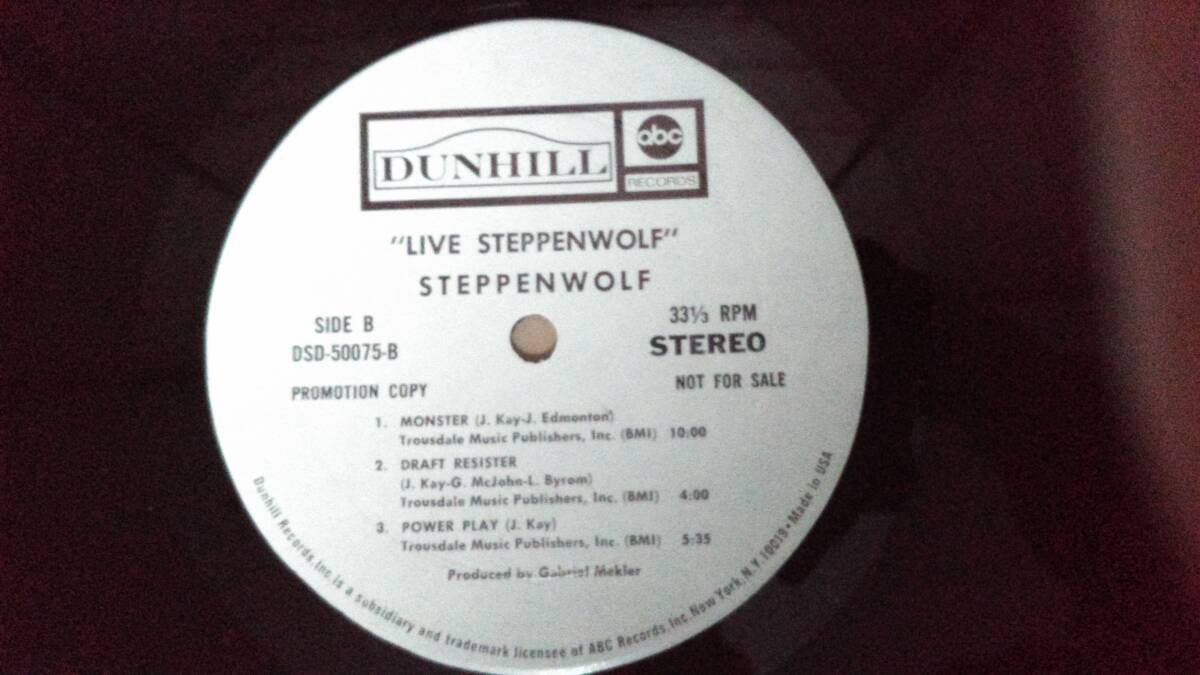 DUNHILL
abc
RECORDS
"LIVE STEPPENWOLF"
STEPPENWOLF
SIDE B
DSD-50075-B
33⅓ RPM
STEREO
PROMOTION COPY
NOT FOR SALE
1. MONSTER (J. Kay-J. Edmonton)
Trousdale Music Publishers, Inc. (BMI) 10:00
2. DRAFT RESISTER
(J. Kay-G. McJohn-L. Byrom)
Trousdale Music Publishers, Inc. (BMI) 4:00
3. POWER PLAY (J. Kay)
Trousdale Music Publishers, Inc. (BMI) 5:35
Produced by Gabriel Mekler
Dunhill Records, Inc. is a subsidiary and trademark licensee of ABC Records, Inc. New York, N.Y. 10019 • Made in USA